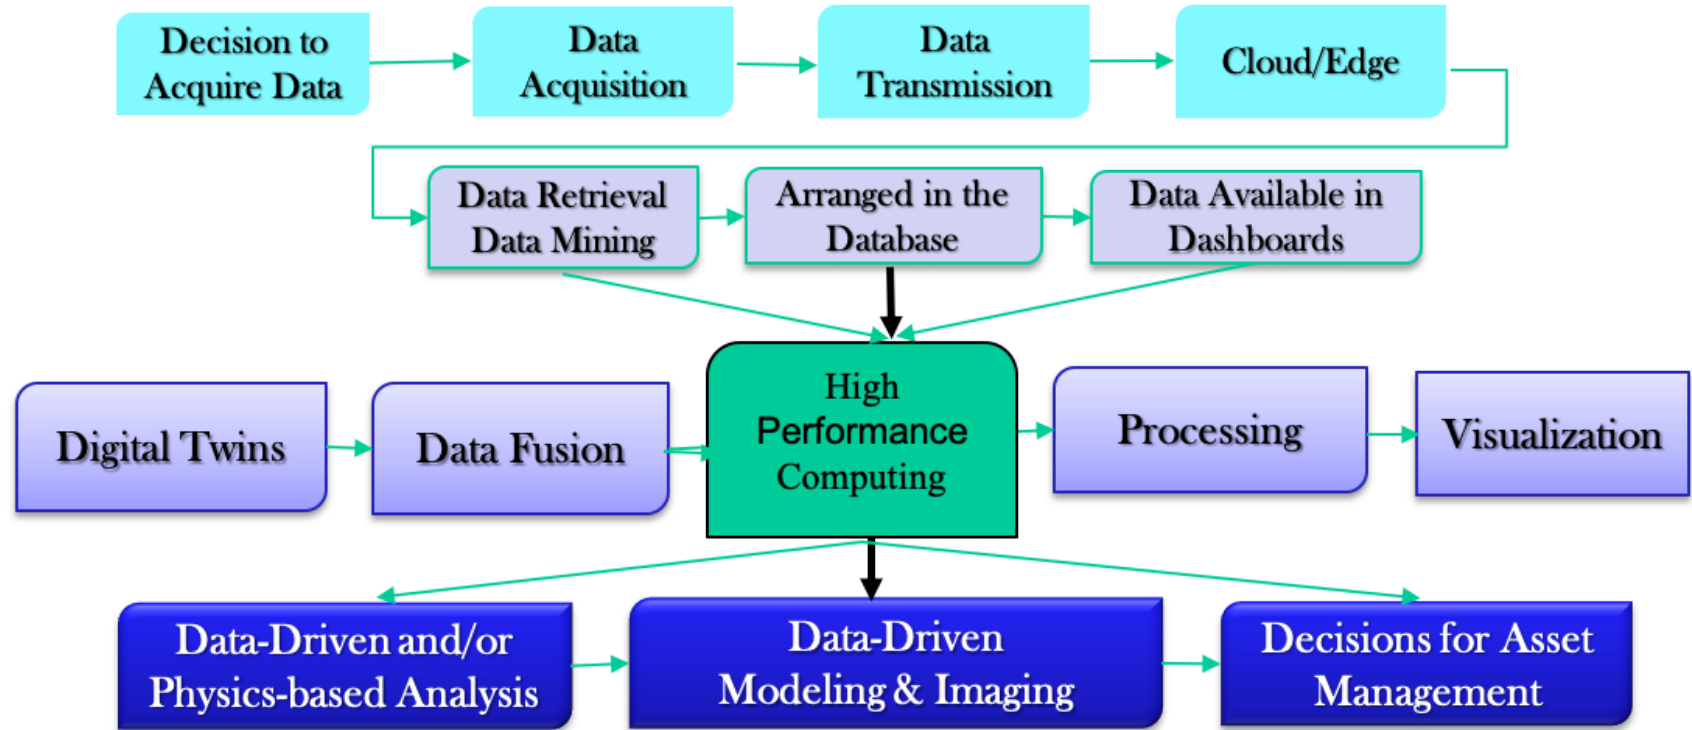 Decision to
Acquire Data
Data
Acquisition
Data
Transmission
Cloud/Edge
Data Retrieval
Data Mining
Arranged in the
Database
Data Available in
Dashboards
Digital Twins
Data Fusion
High
Performance
Computing
Processing
Visualization
Data-Driven and/or
Physics-based Analysis
Data-Driven
Modeling & Imaging
Decisions for Asset
Management